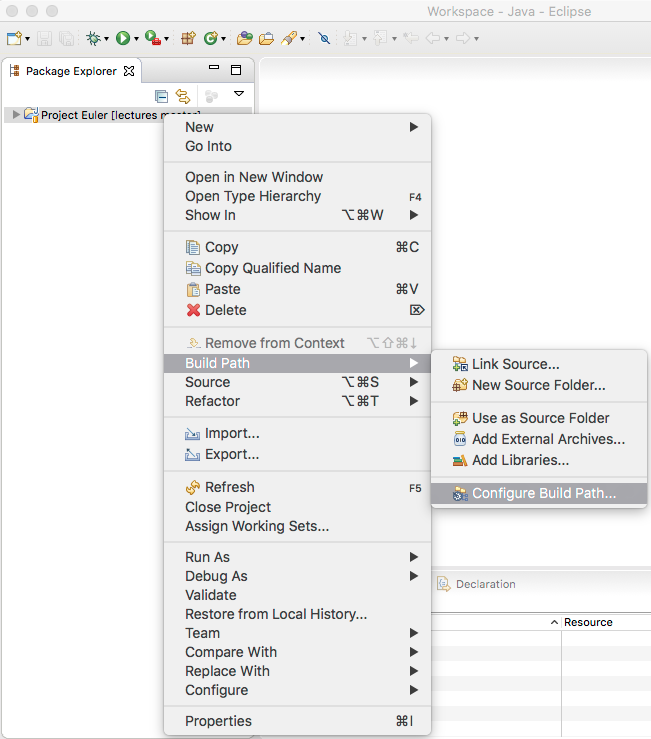 Workspace - Java - Eclipse
Package Explorer
Project Euler [lectures master]
New
Go Into
Open in New Window
Open Type Hierarchy F4
Show In ⌥⌘W
Copy ⌘C
Copy Qualified Name
Paste ⌘V
Delete ⌦
Remove from Context ⌥⇧⌘↓
Build Path
Source ⌥⌘S
Refactor ⌥⌘T
Import...
Export...
Refresh F5
Close Project
Assign Working Sets...
Run As
Debug As
Validate
Restore from Local History...
Team
Compare With
Replace With
Configure
Properties ⌘I
Link Source...
New Source Folder...
Use as Source Folder
Add External Archives...
Add Libraries...
Configure Build Path...
Declaration
Resource